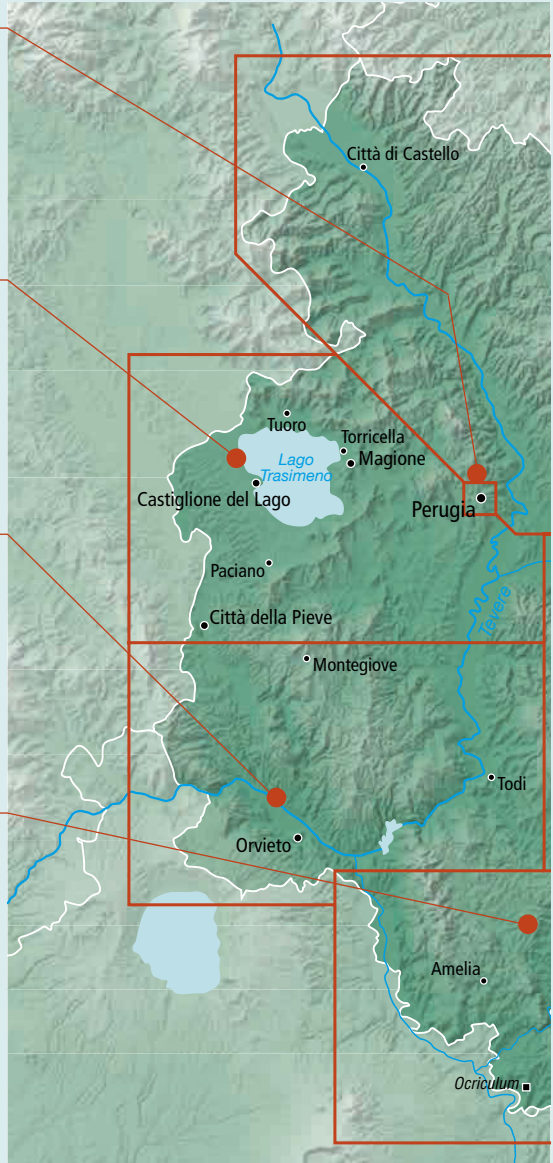 Città di Castello
Tuoro
Torricella
Lago
Trasimeno
Magione
Castiglione del Lago
Perugia
Paciano
Tevere
Città della Pieve
Montegiove
Todi
Orvieto
Amelia
Ocriculum